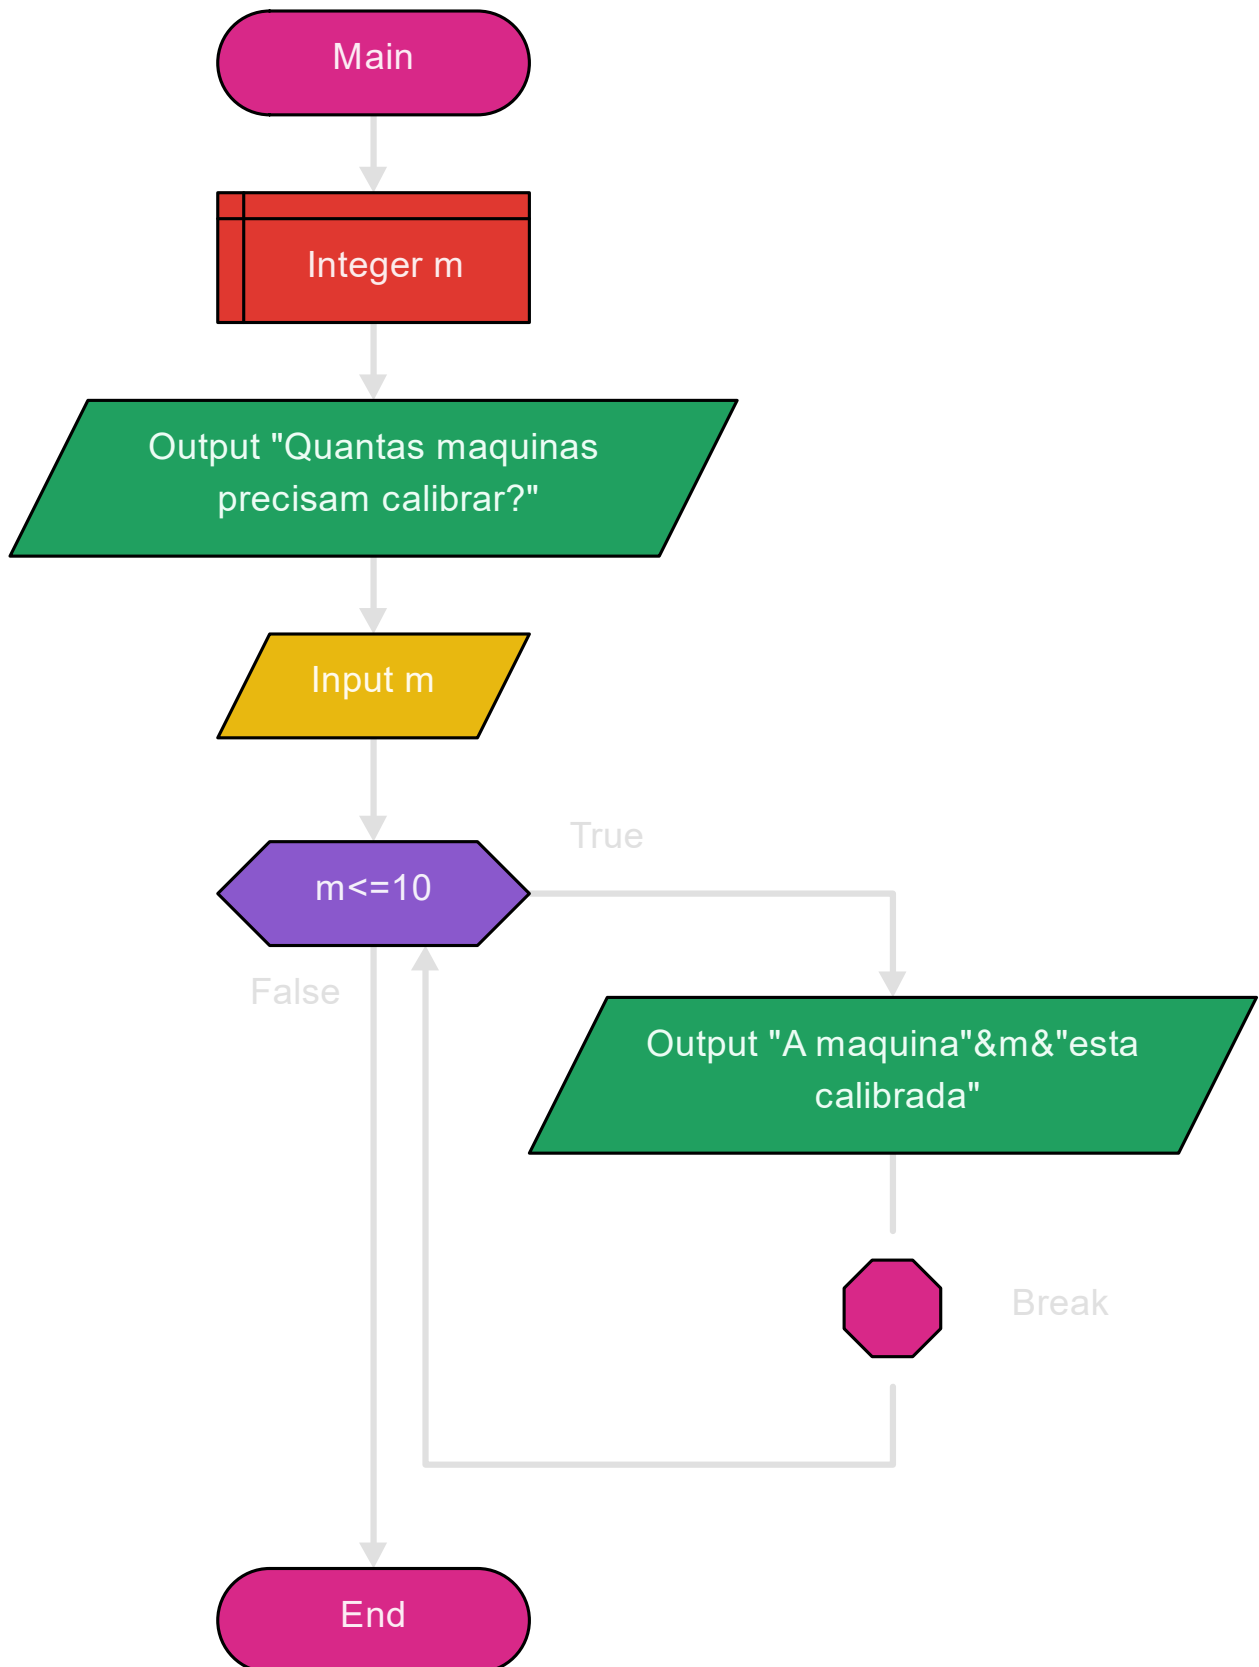 Main
Integer m
Output "Quantas maquinas
precisam calibrar?"
Input m
m<=10
True
False
Output "A maquina"&m&"esta
calibrada"
Break
End